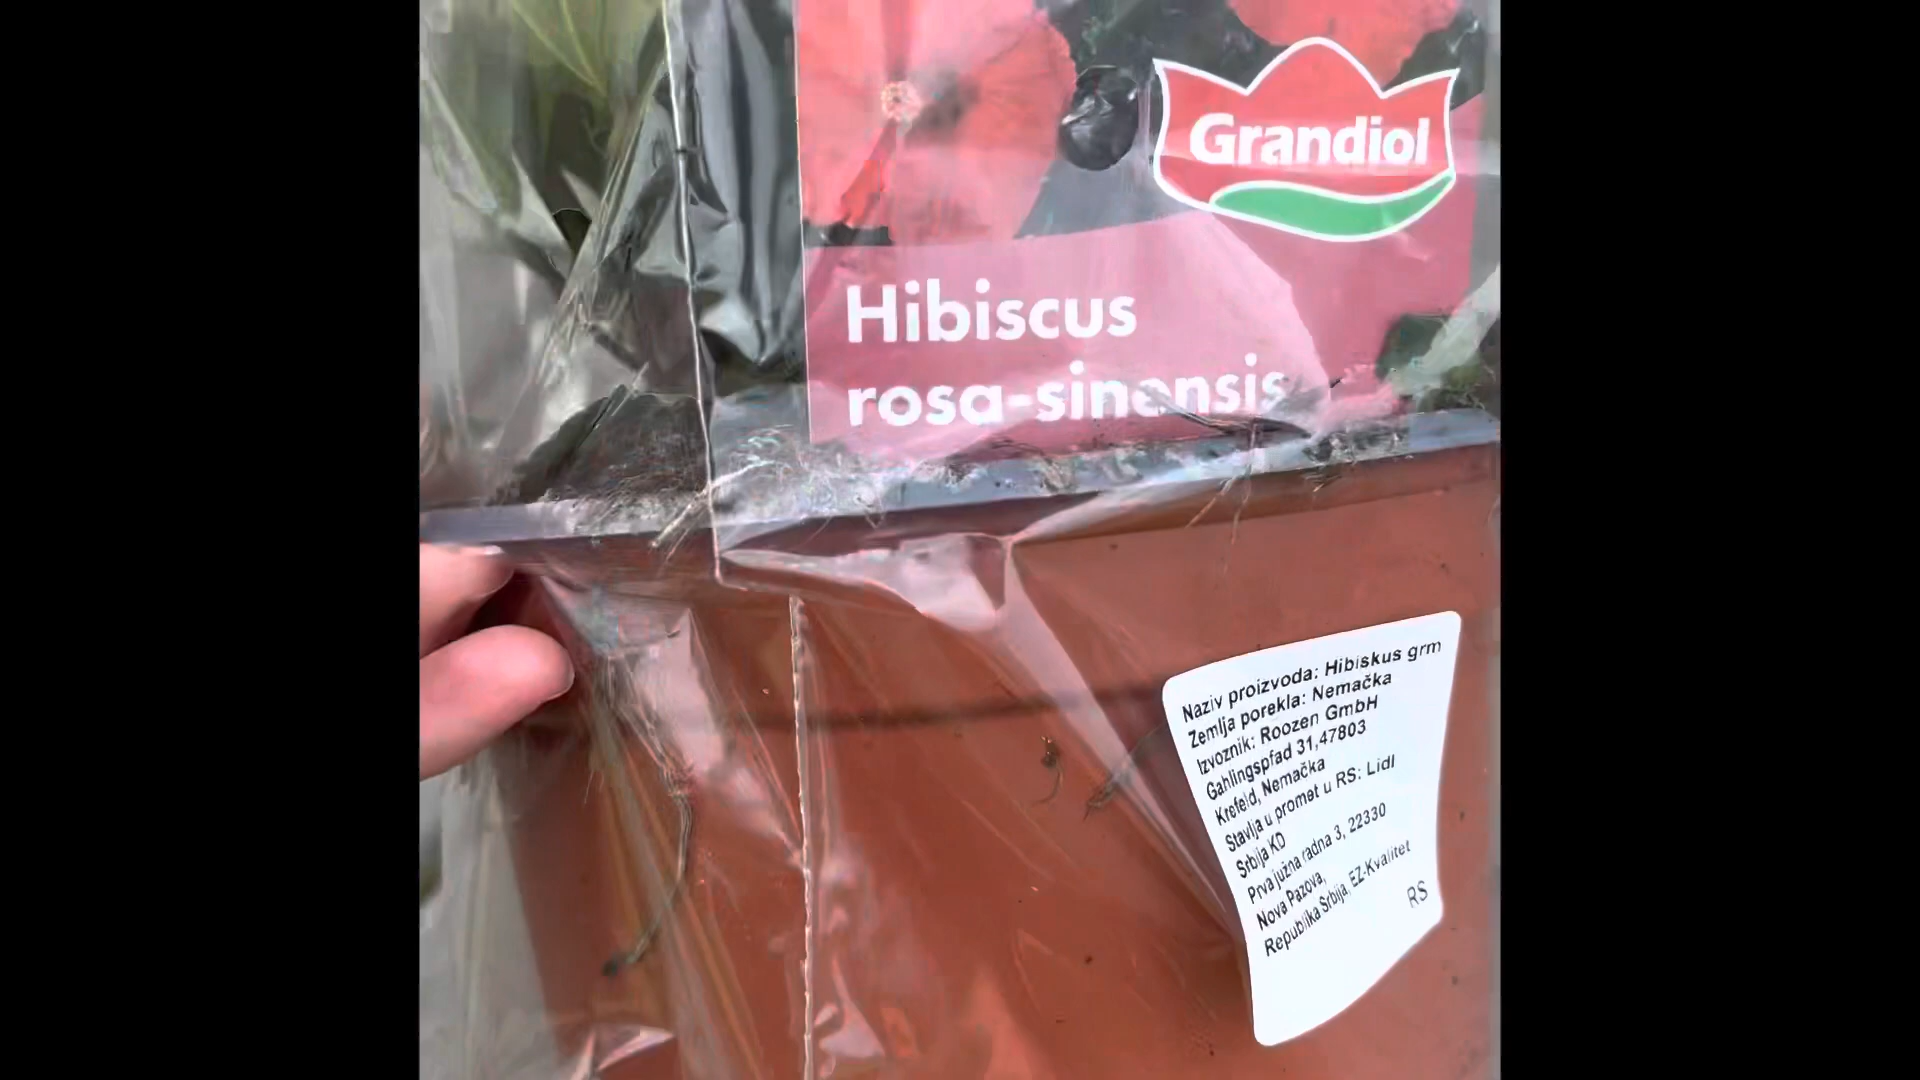 Grandiol
Hibiscus
rosa-sinensis
Naziv proizvoda: Hibiskus grm
Zemlja porekla: Nemačka
Izvoznik: Roozen GmbH
Gahlingspfad 31,47803
Krefeld, Nemačka
Stavlja u promet u RS: Lidl
Srbija KD
Prva južna radna 3, 22330
Nova Pazova,
Republika Srbija, EZ-Kvalitet
RS